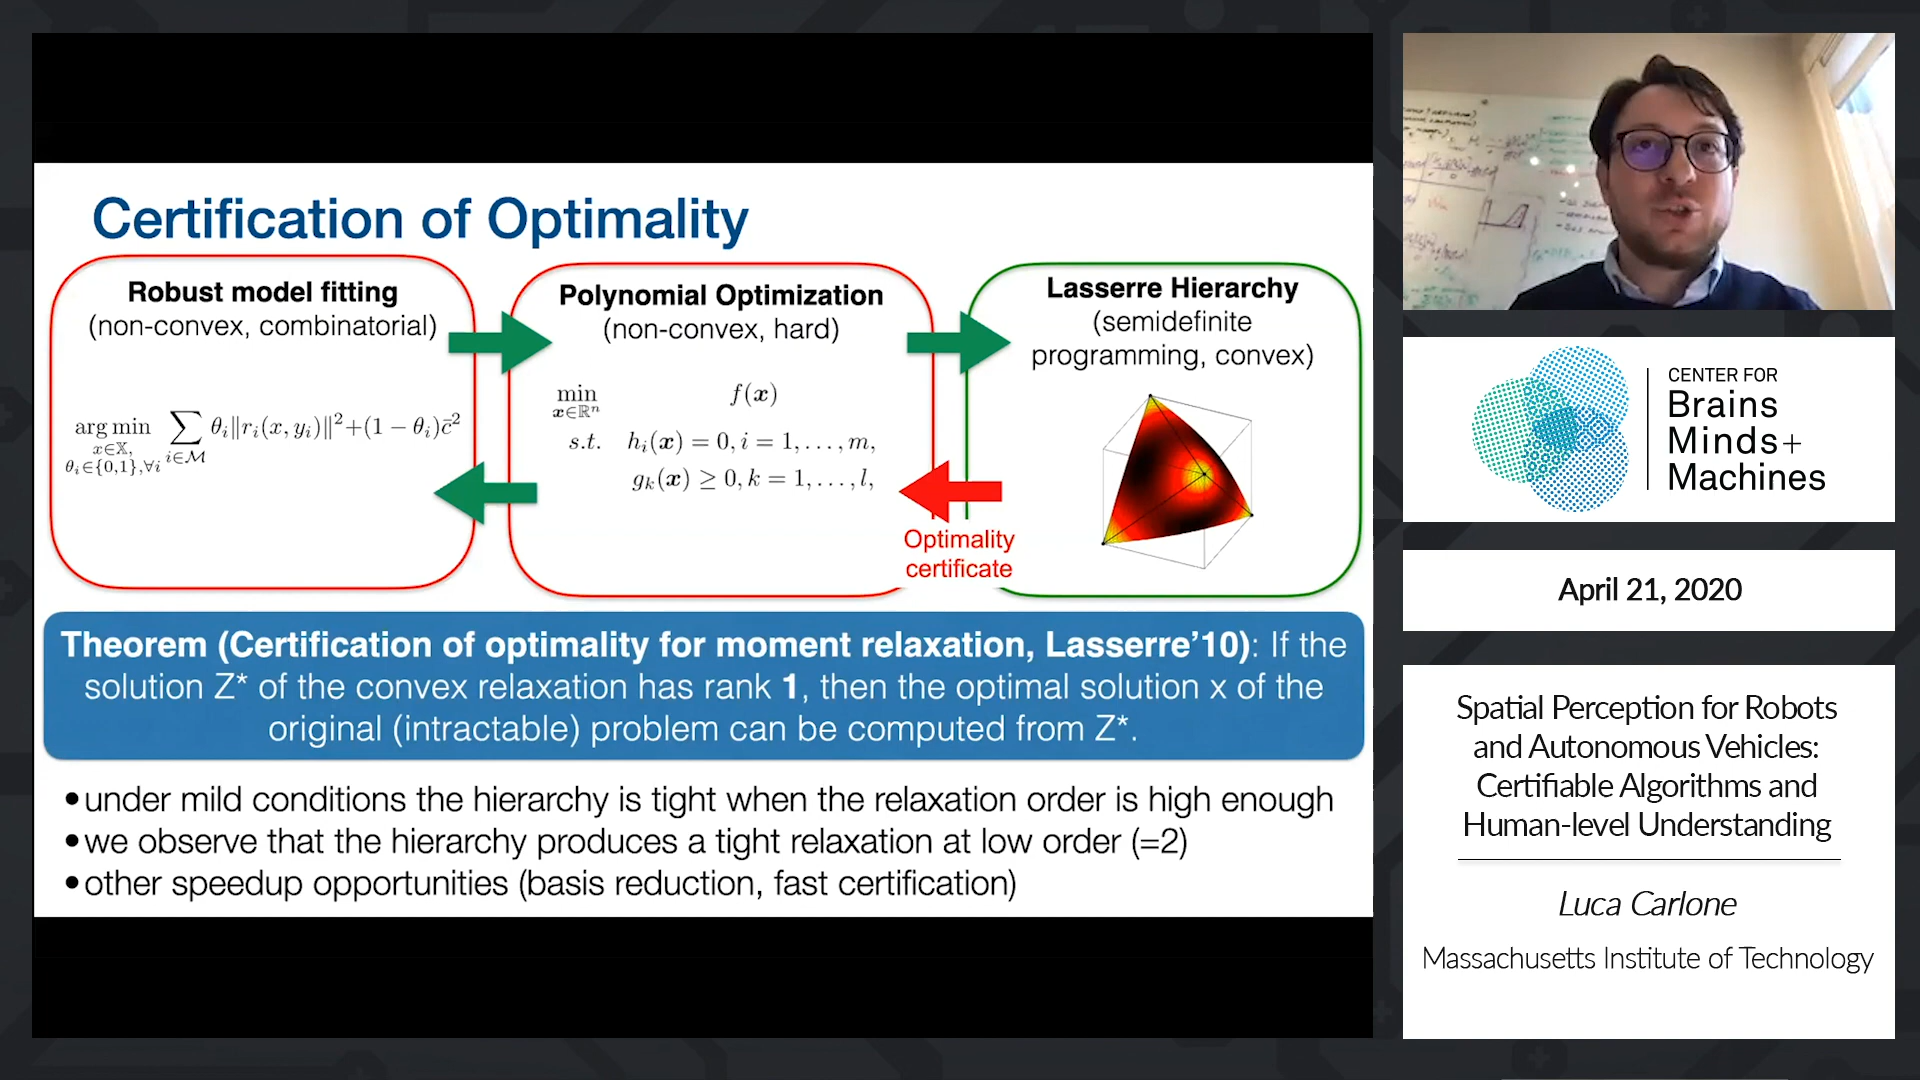 Certification of Optimality
Robust model fitting
(non-convex, combinatorial)
arg min ∑ θᵢ‖rᵢ(x, yᵢ)‖²+(1 − θᵢ)c̄²
x∈𝕏,
θᵢ∈{0,1},∀i i∈ℳ
Polynomial Optimization
(non-convex, hard)
min f(x)
x∈ℝⁿ
s.t. hᵢ(x) = 0, i = 1, . . . , m,
gₖ(x) ≥ 0, k = 1, . . . , l,
Lasserre Hierarchy
(semidefinite
programming, convex)
Optimality
certificate
Theorem (Certification of optimality for moment relaxation, Lasserre’10): If the
solution Z* of the convex relaxation has rank 1, then the optimal solution x of the
original (intractable) problem can be computed from Z*.
•under mild conditions the hierarchy is tight when the relaxation order is high enough
•we observe that the hierarchy produces a tight relaxation at low order (=2)
•other speedup opportunities (basis reduction, fast certification)
CENTER FOR
Brains
Minds+
Machines
April 21, 2020
Spatial Perception for Robots
and Autonomous Vehicles:
Certifiable Algorithms and
Human-level Understanding
Luca Carlone
Massachusetts Institute of Technology